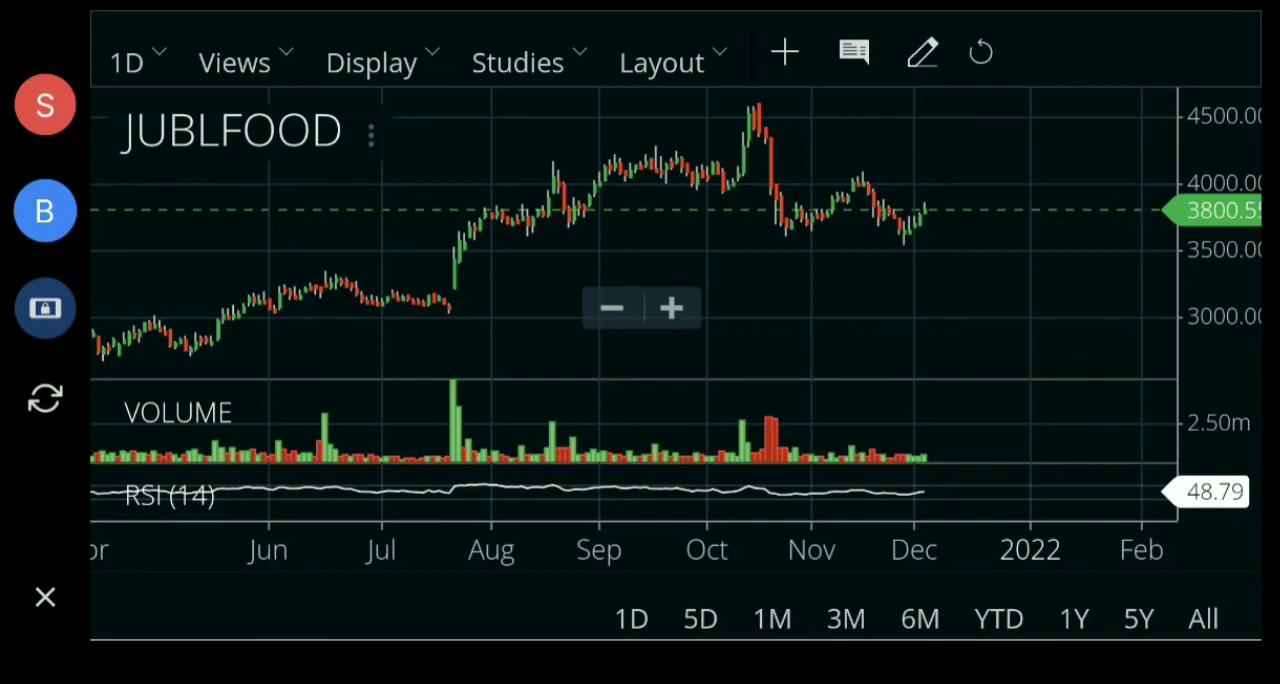 1D Views Display Studies Layout
S
JUBLFOOD
4500.00
4000.00
B
3800.55
3500.00
3000.00
VOLUME
2.50m
RSI (14)
48.79
Jun Jul Aug Sep Oct Nov Dec 2022 Feb
1D 5D 1M 3M 6M YTD 1Y 5Y All